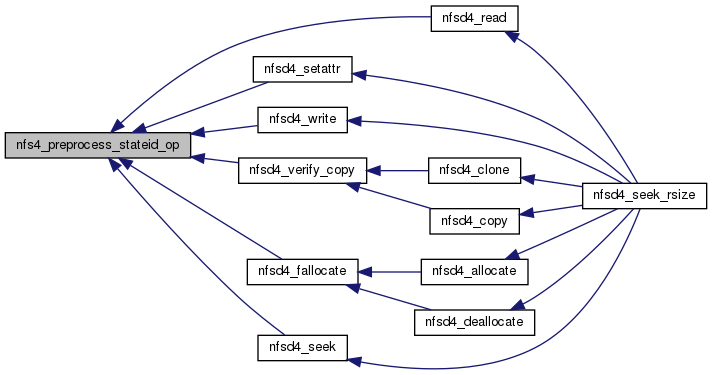 nfsd4_read
nfsd4_setattr
nfsd4_write
nfs4_preprocess_stateid_op
nfsd4_verify_copy
nfsd4_clone
nfsd4_seek_rsize
nfsd4_copy
nfsd4_fallocate
nfsd4_allocate
nfsd4_deallocate
nfsd4_seek